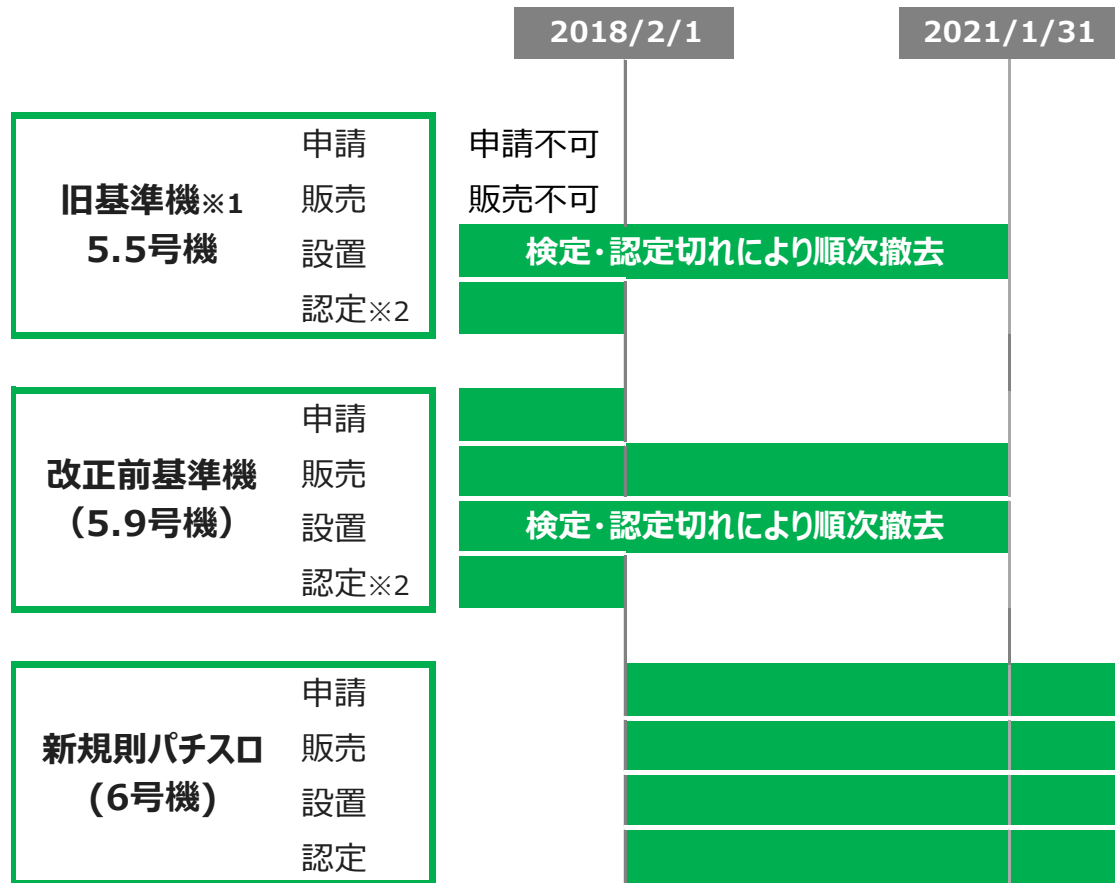 2018/2/1
2021/1/31
旧基準機※1
5.5号機
申請
申請不可
販売
販売不可
設置
検定・認定切れにより順次撤去
認定※2
改正前基準機
（5.9号機）
申請
販売
設置
検定・認定切れにより順次撤去
認定※2
新規則パチスロ
(6号機)
申請
販売
設置
認定